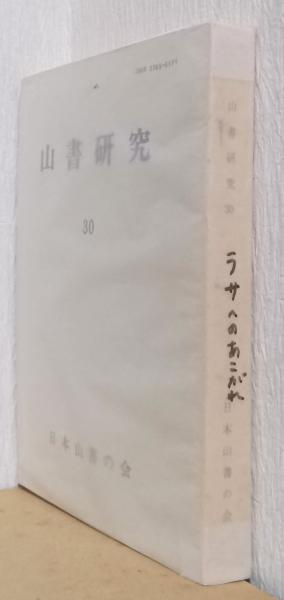 山書研究
30
日本山書の会
山書研究 30
ラサへのあこがれ
日本山書の会